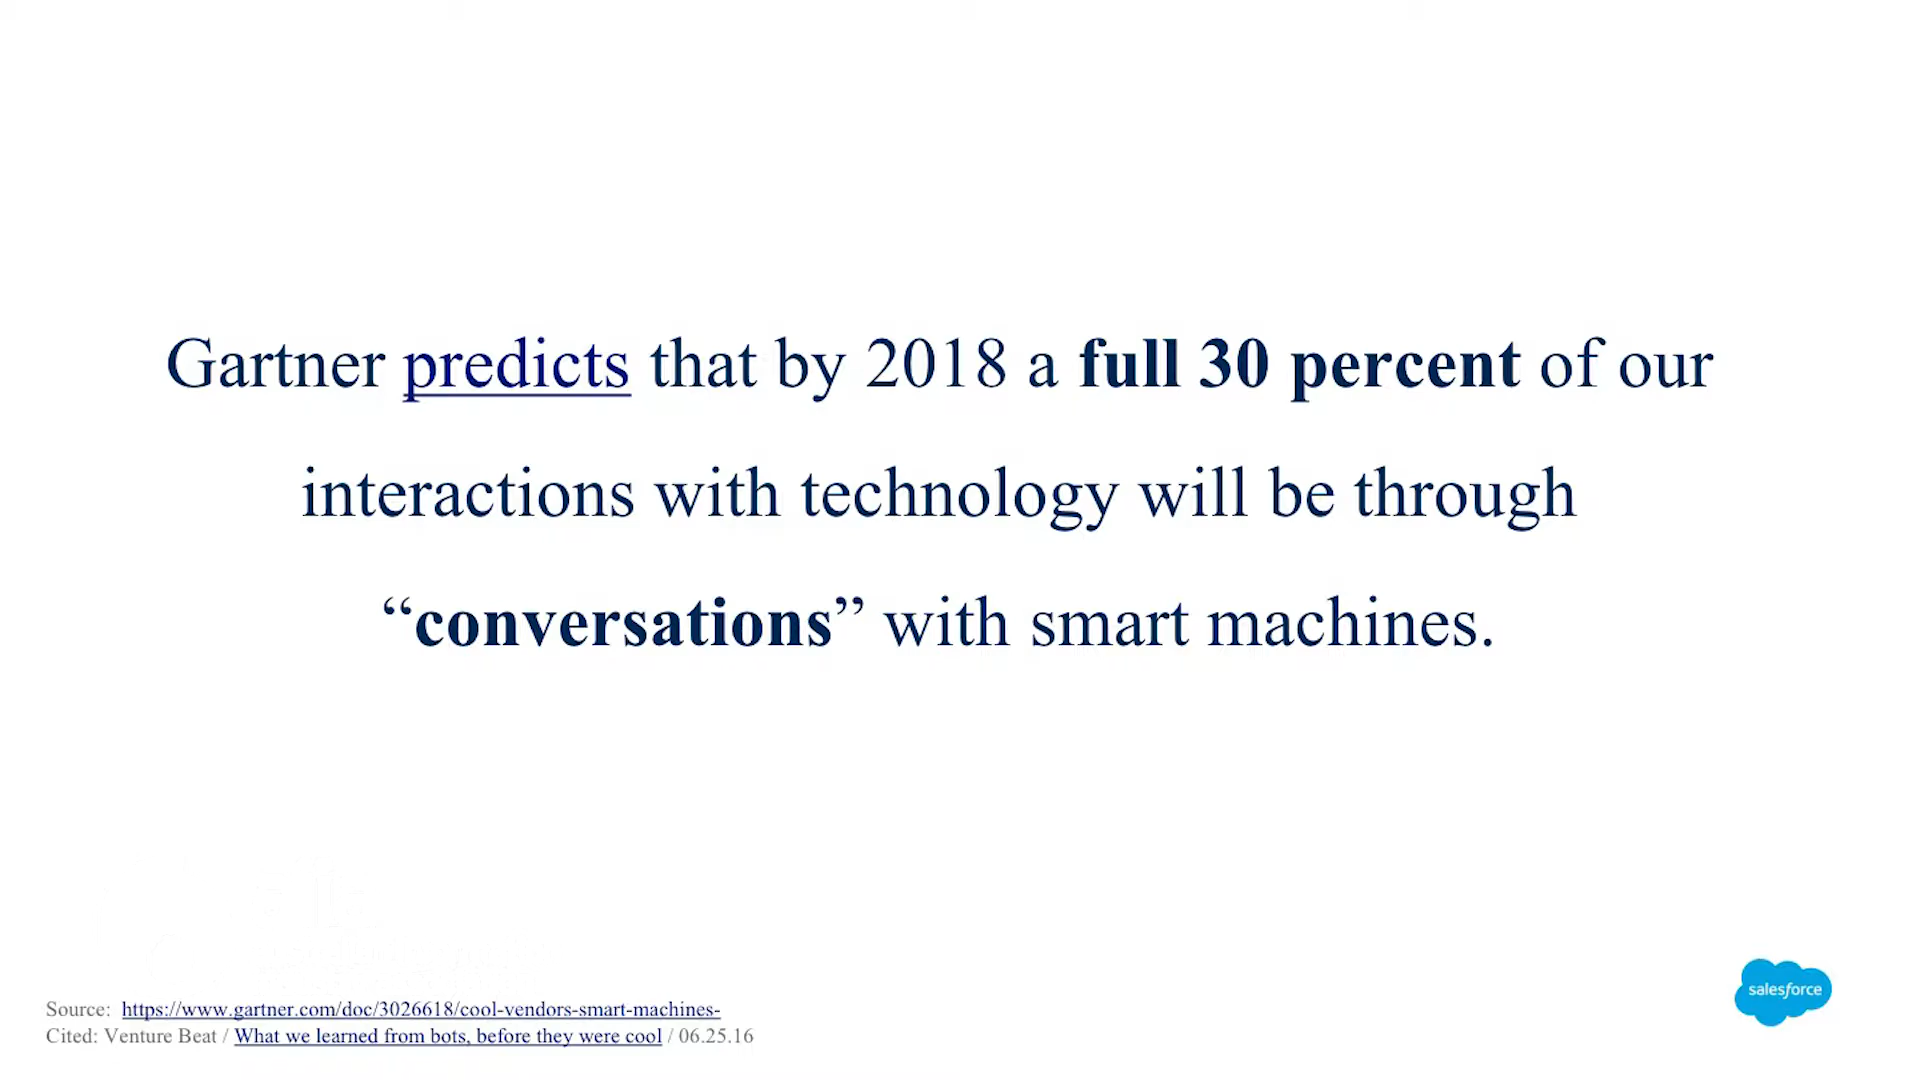 Gartner predicts that by 2018 a full 30 percent of our
interactions with technology will be through
“conversations” with smart machines.
salesforce
Source: https://www.gartner.com/doc/3026618/cool-vendors-smart-machines-
Cited: Venture Beat / What we learned from bots, before they were cool / 06.25.16